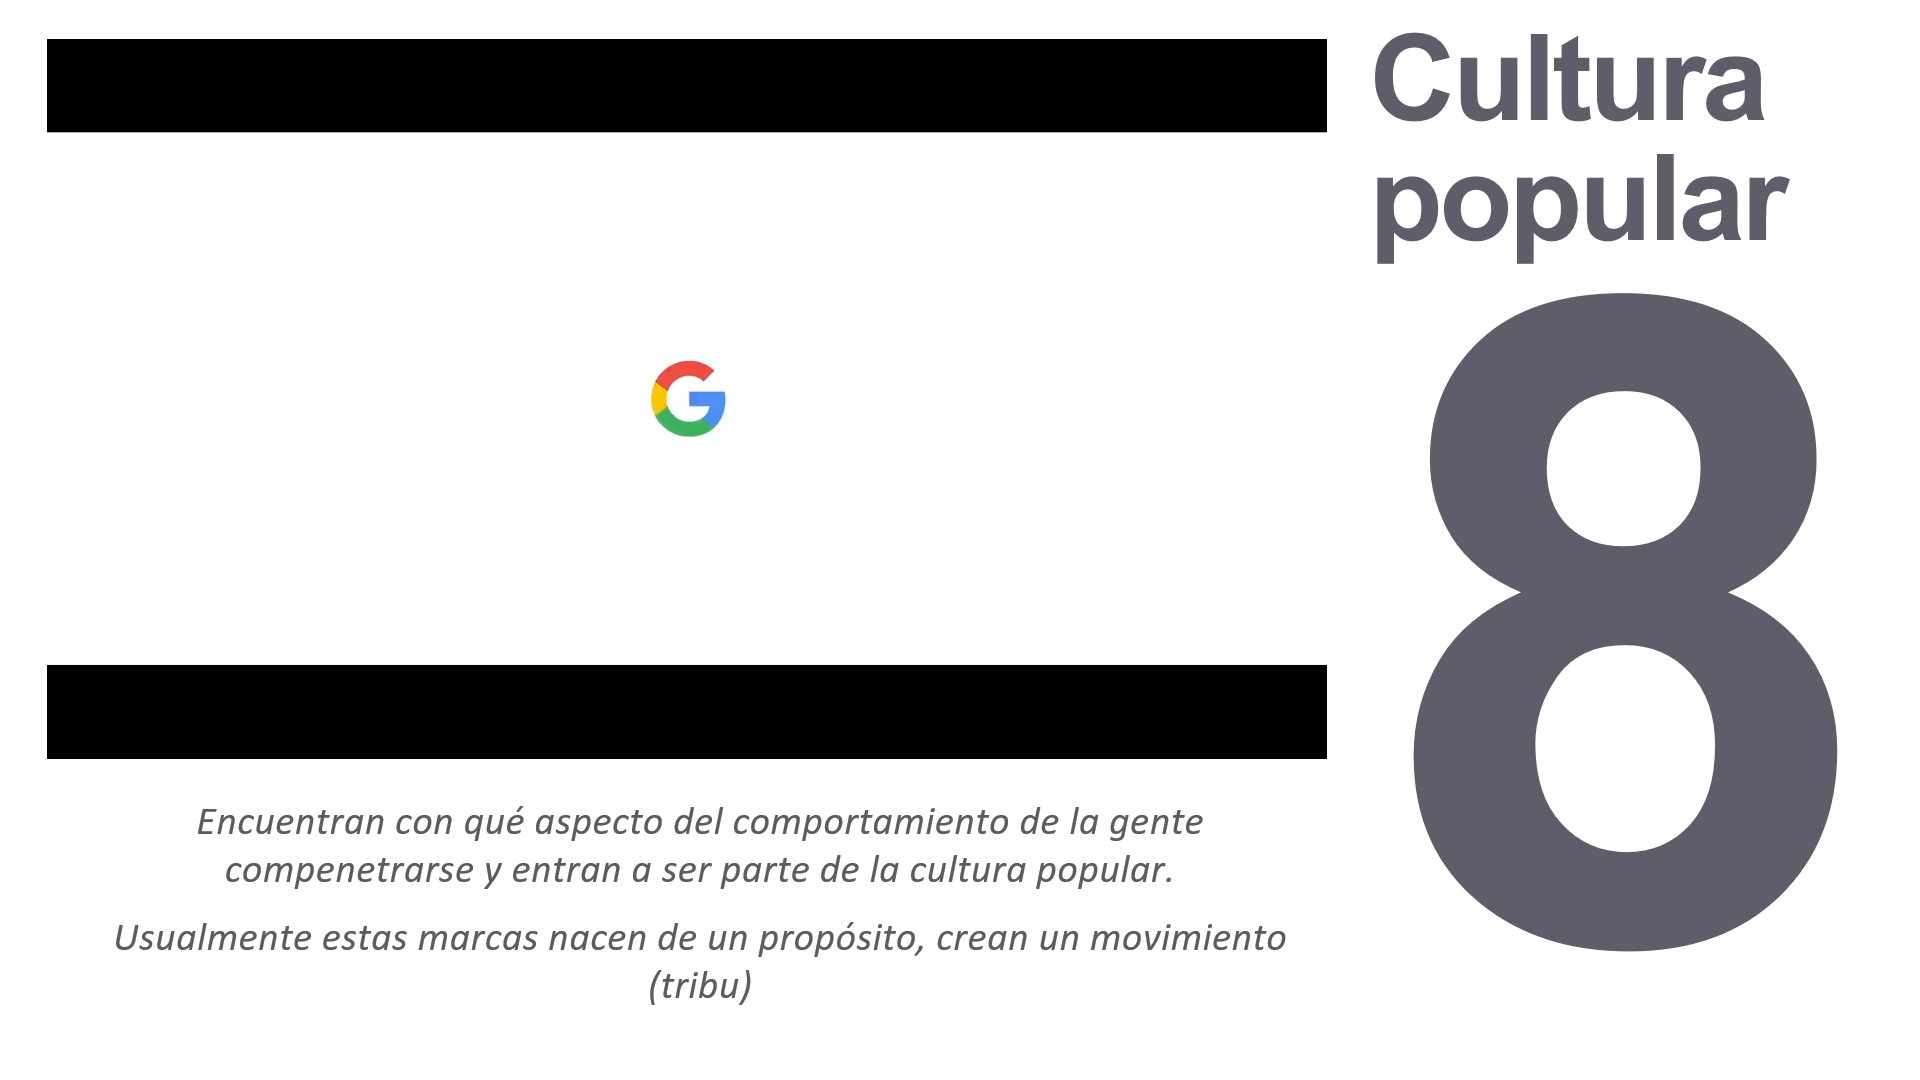 Cultura
popular
8
G
Encuentran con qué aspecto del comportamiento de la gente
compenetrarse y entran a ser parte de la cultura popular.
Usualmente estas marcas nacen de un propósito, crean un movimiento
(tribu)